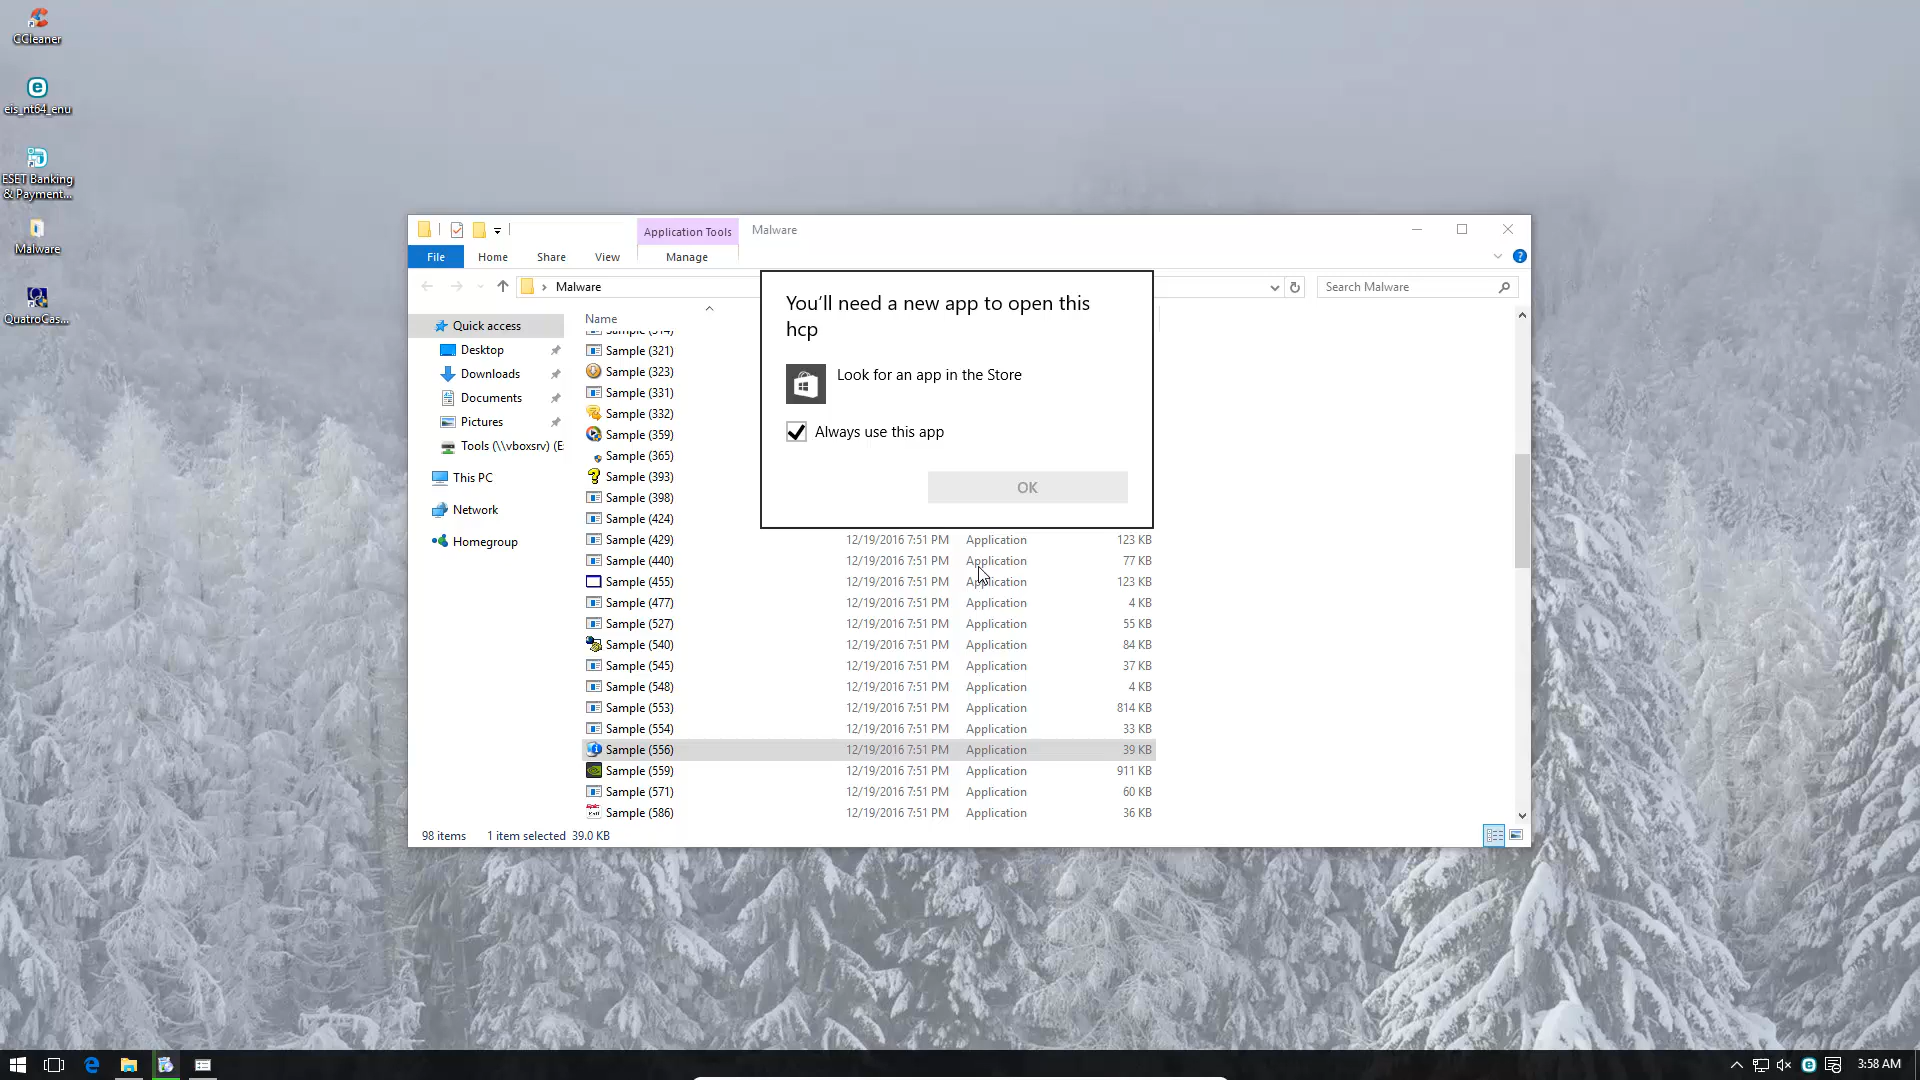 CCleaner
eis_nt64_enu
ESET Banking
& Payment...
Malware
QuatroCas...
Application Tools
Malware
File
Home
Share
View
Manage
Malware
Search Malware
Quick access
Desktop
Downloads
Documents
Pictures
Tools (\\vboxsrv) (E
This PC
Network
Homegroup
Name
Sample (314)
Sample (321)
Sample (323)
Sample (331)
Sample (332)
Sample (359)
Sample (365)
Sample (393)
Sample (398)
Sample (424)
Sample (429) 12/19/2016 7:51 PM Application 123 KB
Sample (440) 12/19/2016 7:51 PM Application 77 KB
Sample (455) 12/19/2016 7:51 PM Application 123 KB
Sample (477) 12/19/2016 7:51 PM Application 4 KB
Sample (527) 12/19/2016 7:51 PM Application 55 KB
Sample (540) 12/19/2016 7:51 PM Application 84 KB
Sample (545) 12/19/2016 7:51 PM Application 37 KB
Sample (548) 12/19/2016 7:51 PM Application 4 KB
Sample (553) 12/19/2016 7:51 PM Application 814 KB
Sample (554) 12/19/2016 7:51 PM Application 33 KB
Sample (556) 12/19/2016 7:51 PM Application 39 KB
Sample (559) 12/19/2016 7:51 PM Application 911 KB
Sample (571) 12/19/2016 7:51 PM Application 60 KB
Sample (586) 12/19/2016 7:51 PM Application 36 KB
You'll need a new app to open this
hcp
Look for an app in the Store
Always use this app
OK
98 items 1 item selected 39.0 KB
3:58 AM